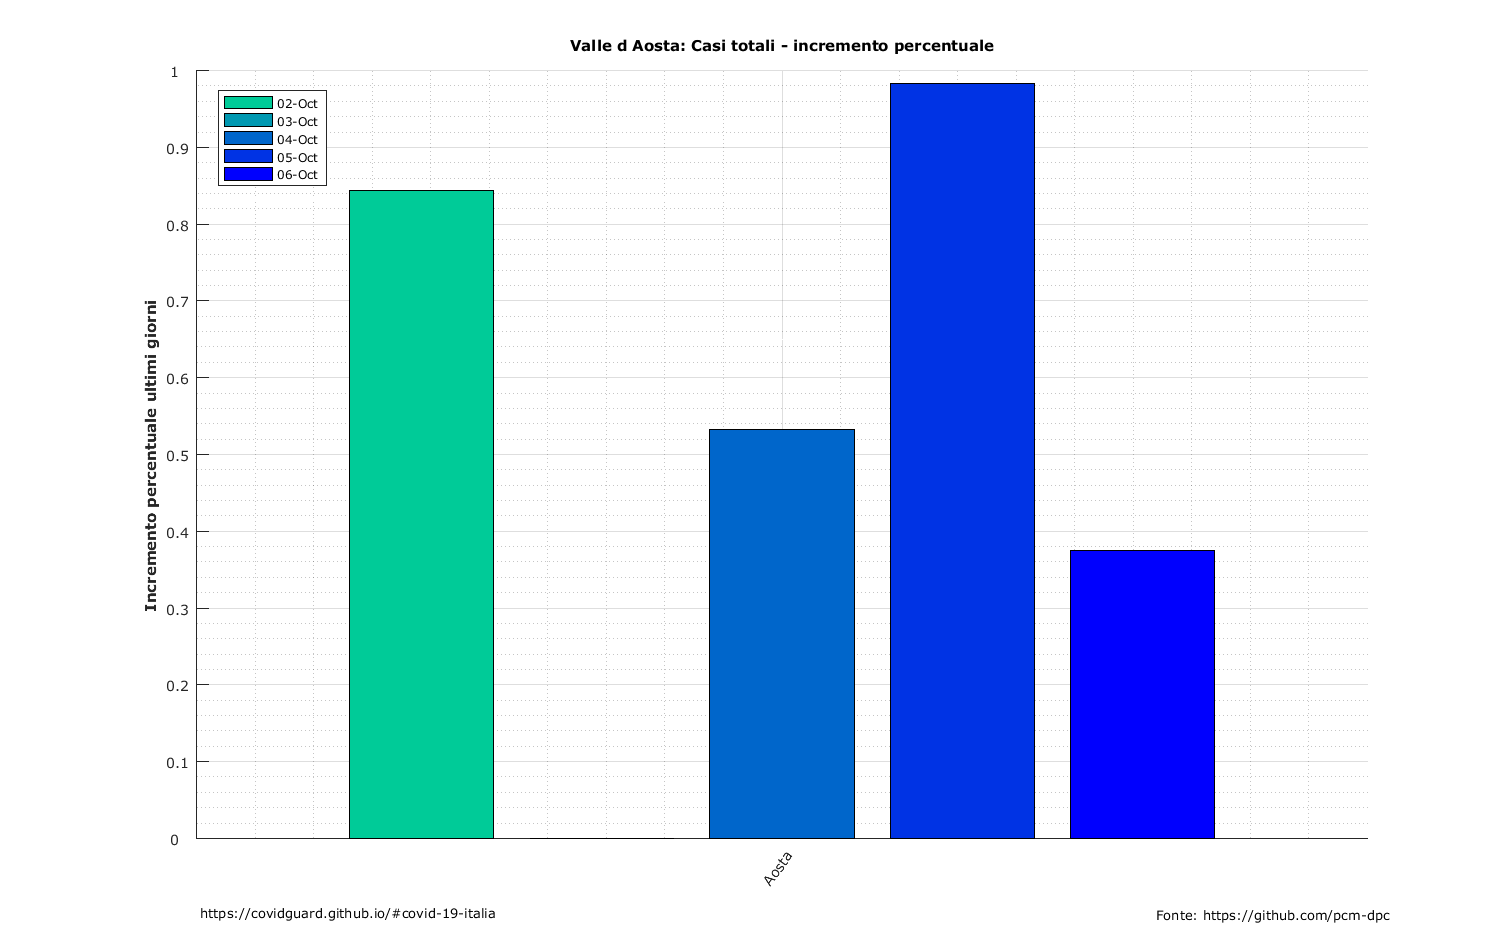 Valle d Aosta: Casi totali - incremento percentuale
1
0.9
0.8
0.7
0.6
0.5
0.4
0.3
0.2
0.1
0
02-Oct
03-Oct
04-Oct
05-Oct
06-Oct
Incremento percentuale ultimi giorni
Aosta
https://covidguard.github.io/#covid-19-italia
Fonte: https://github.com/pcm-dpc